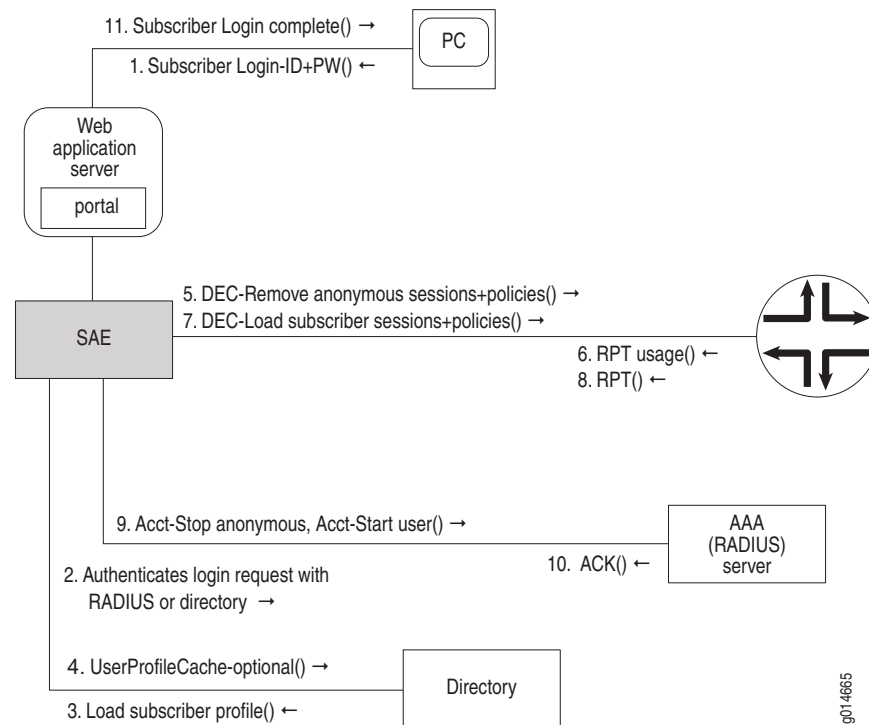 11. Subscriber Login complete() →
PC
1. Subscriber Login-ID+PW() ←
Web
application
server
portal
5. DEC-Remove anonymous sessions+policies() →
7. DEC-Load subscriber sessions+policies() →
SAE
6. RPT usage() ←
8. RPT() ←
9. Acct-Stop anonymous, Acct-Start user() →
AAA
(RADIUS)
server
10. ACK() ←
2. Authenticates login request with
RADIUS or directory →
4. UserProfileCache-optional() →
Directory
3. Load subscriber profile() ←
g014665